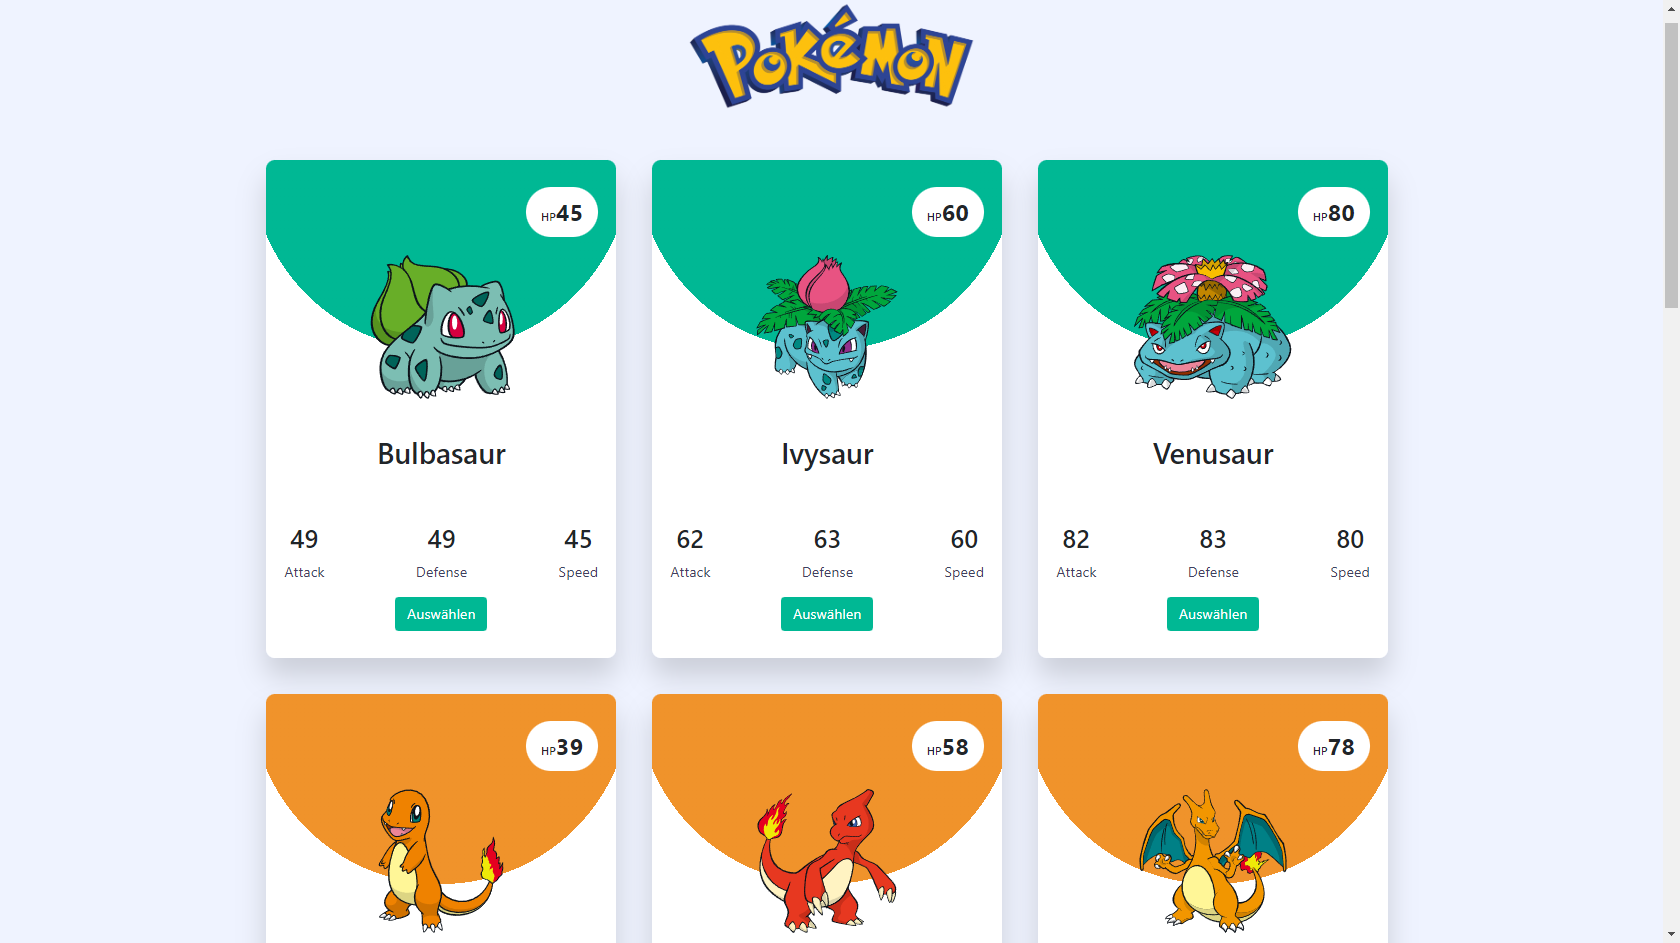 POKéMON
HP45
Bulbasaur
49 49 45
Attack Defense Speed
Auswählen
HP60
Ivysaur
62 63 60
Attack Defense Speed
Auswählen
HP80
Venusaur
82 83 80
Attack Defense Speed
Auswählen
HP39
HP58
HP78